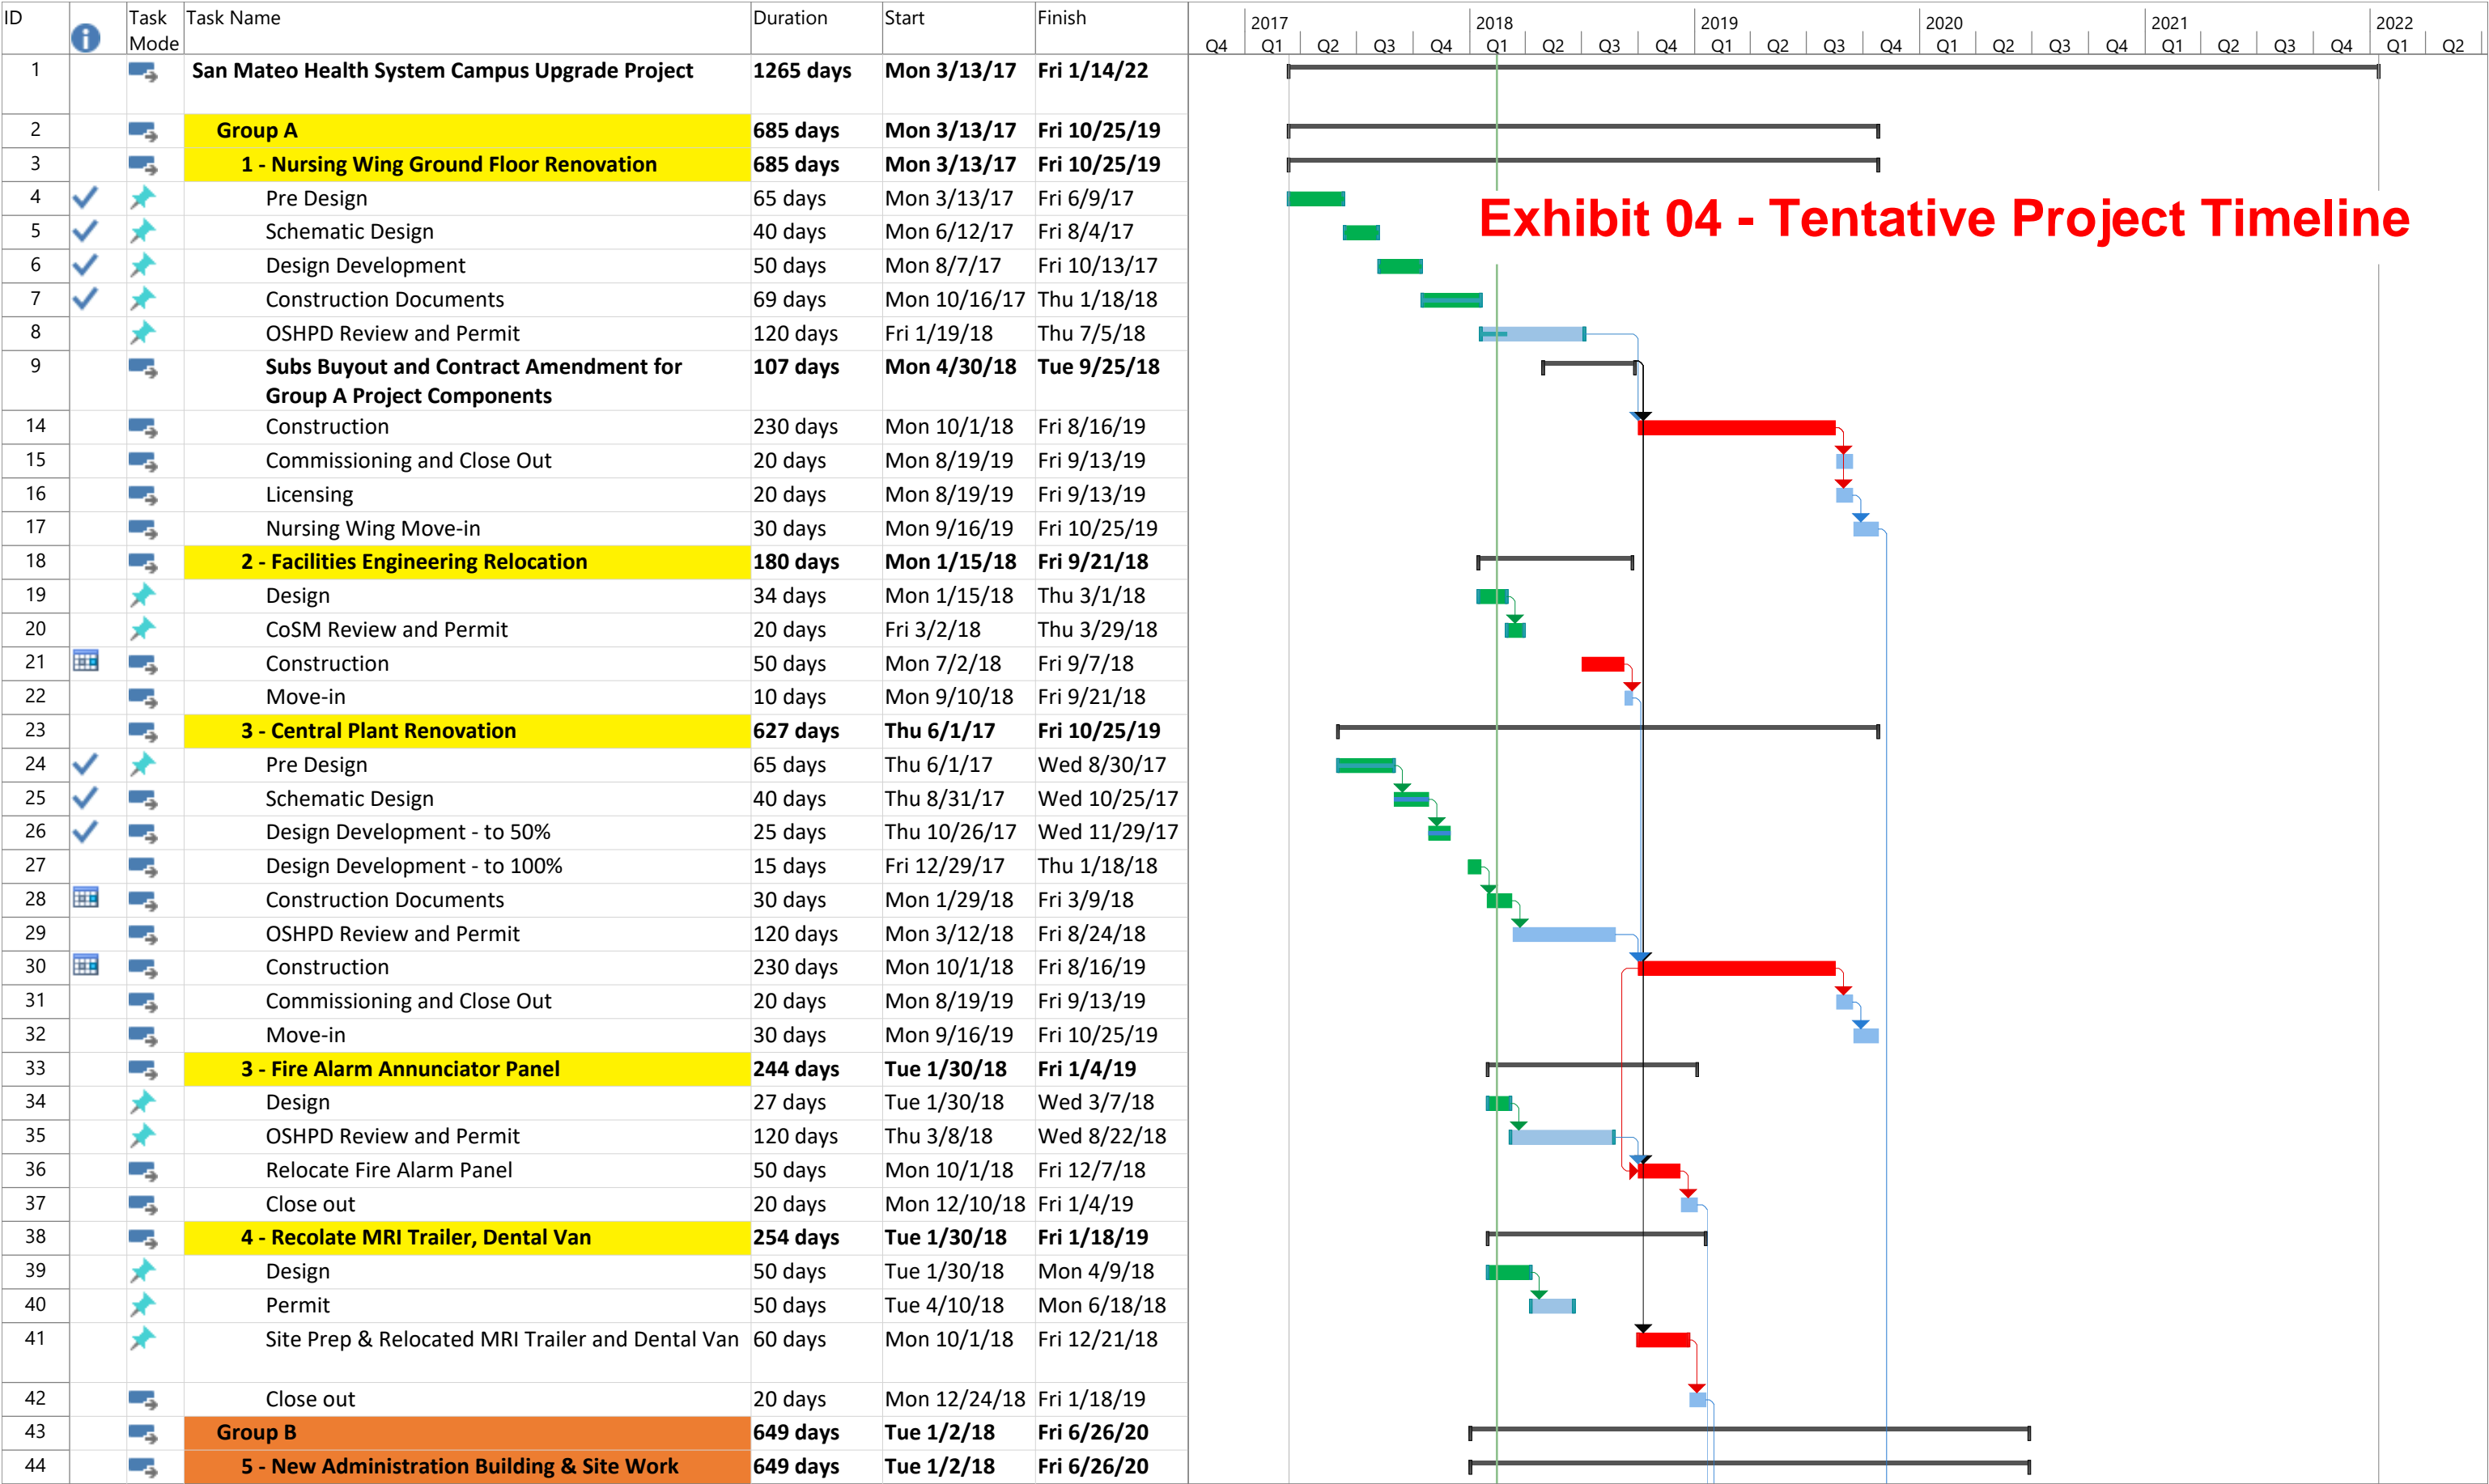 ID Task Mode Task Name Duration Start Finish
2017 2018 2019 2020 2021 2022
Q4 Q1 Q2 Q3 Q4 Q1 Q2 Q3 Q4 Q1 Q2 Q3 Q4 Q1 Q2 Q3 Q4 Q1 Q2 Q3 Q4 Q1 Q2
1 San Mateo Health System Campus Upgrade Project 1265 days Mon 3/13/17 Fri 1/14/22
2 Group A 685 days Mon 3/13/17 Fri 10/25/19
3 1 - Nursing Wing Ground Floor Renovation 685 days Mon 3/13/17 Fri 10/25/19
4 Pre Design 65 days Mon 3/13/17 Fri 6/9/17
Exhibit 04 - Tentative Project Timeline
5 Schematic Design 40 days Mon 6/12/17 Fri 8/4/17
6 Design Development 50 days Mon 8/7/17 Fri 10/13/17
7 Construction Documents 69 days Mon 10/16/17 Thu 1/18/18
8 OSHPD Review and Permit 120 days Fri 1/19/18 Thu 7/5/18
9 Subs Buyout and Contract Amendment for 107 days Mon 4/30/18 Tue 9/25/18
Group A Project Components
14 Construction 230 days Mon 10/1/18 Fri 8/16/19
15 Commissioning and Close Out 20 days Mon 8/19/19 Fri 9/13/19
16 Licensing 20 days Mon 8/19/19 Fri 9/13/19
17 Nursing Wing Move-in 30 days Mon 9/16/19 Fri 10/25/19
18 2 - Facilities Engineering Relocation 180 days Mon 1/15/18 Fri 9/21/18
19 Design 34 days Mon 1/15/18 Thu 3/1/18
20 CoSM Review and Permit 20 days Fri 3/2/18 Thu 3/29/18
21 Construction 50 days Mon 7/2/18 Fri 9/7/18
22 Move-in 10 days Mon 9/10/18 Fri 9/21/18
23 3 - Central Plant Renovation 627 days Thu 6/1/17 Fri 10/25/19
24 Pre Design 65 days Thu 6/1/17 Wed 8/30/17
25 Schematic Design 40 days Thu 8/31/17 Wed 10/25/17
26 Design Development - to 50% 25 days Thu 10/26/17 Wed 11/29/17
27 Design Development - to 100% 15 days Fri 12/29/17 Thu 1/18/18
28 Construction Documents 30 days Mon 1/29/18 Fri 3/9/18
29 OSHPD Review and Permit 120 days Mon 3/12/18 Fri 8/24/18
30 Construction 230 days Mon 10/1/18 Fri 8/16/19
31 Commissioning and Close Out 20 days Mon 8/19/19 Fri 9/13/19
32 Move-in 30 days Mon 9/16/19 Fri 10/25/19
33 3 - Fire Alarm Annunciator Panel 244 days Tue 1/30/18 Fri 1/4/19
34 Design 27 days Tue 1/30/18 Wed 3/7/18
35 OSHPD Review and Permit 120 days Thu 3/8/18 Wed 8/22/18
36 Relocate Fire Alarm Panel 50 days Mon 10/1/18 Fri 12/7/18
37 Close out 20 days Mon 12/10/18 Fri 1/4/19
38 4 - Recolate MRI Trailer, Dental Van 254 days Tue 1/30/18 Fri 1/18/19
39 Design 50 days Tue 1/30/18 Mon 4/9/18
40 Permit 50 days Tue 4/10/18 Mon 6/18/18
41 Site Prep & Relocated MRI Trailer and Dental Van 60 days Mon 10/1/18 Fri 12/21/18
42 Close out 20 days Mon 12/24/18 Fri 1/18/19
43 Group B 649 days Tue 1/2/18 Fri 6/26/20
44 5 - New Administration Building & Site Work 649 days Tue 1/2/18 Fri 6/26/20